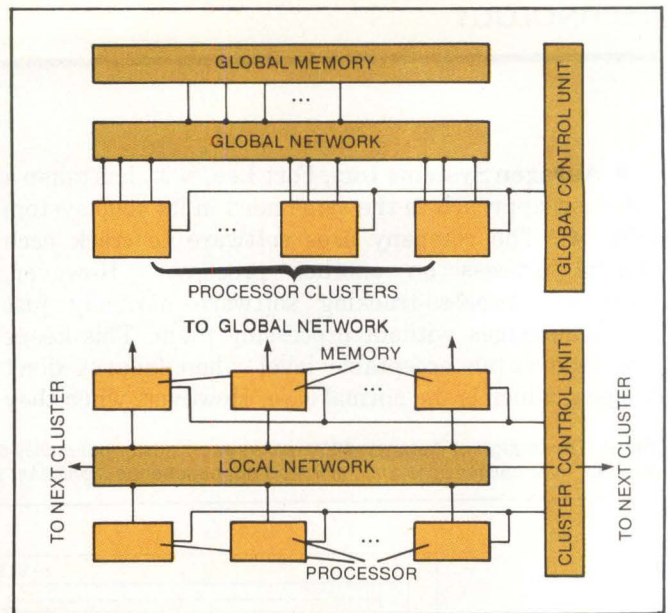 GLOBAL MEMORY
...
GLOBAL NETWORK
GLOBAL CONTROL UNIT
...
PROCESSOR CLUSTERS
TO GLOBAL NETWORK
MEMORY
...
TO NEXT CLUSTER
LOCAL NETWORK
CLUSTER CONTROL UNIT
TO NEXT CLUSTER
...
PROCESSOR